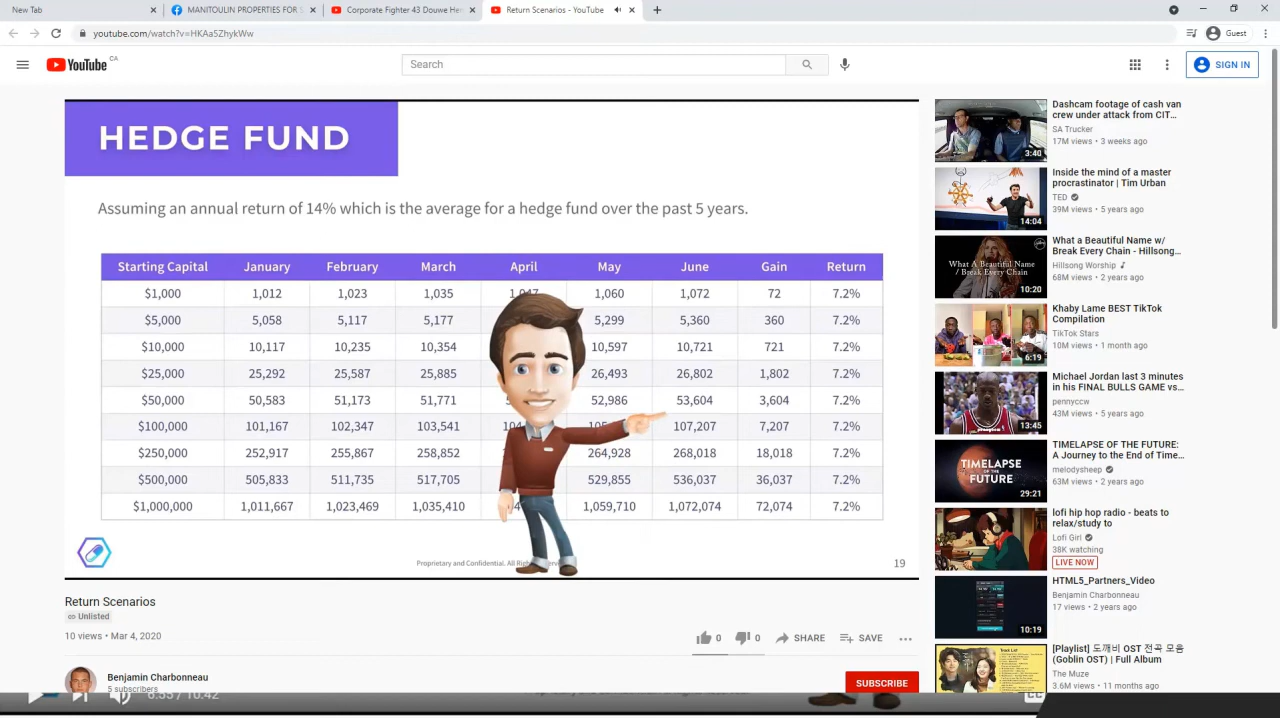 New Tab
MANITOULIN PROPERTIES FOR S
Corporate Fighter 43 Douwe Her
Return Scenarios - YouTube
youtube.com/watch?v=HKAa5ZhykWw
Guest
YouTube CA
Search
SIGN IN
HEDGE FUND
Assuming an annual return of 14% which is the average for a hedge fund over the past 5 years.
Starting Capital January February March April May June Gain Return
$1,000 1,012 1,023 1,035 1,047 1,060 1,072 72 7.2%
$5,000 5,058 5,117 5,177 5,299 5,360 360 7.2%
$10,000 10,117 10,235 10,354 10,597 10,721 721 7.2%
$25,000 25,292 25,587 25,885 26,493 26,802 1,802 7.2%
$50,000 50,583 51,173 51,771 52,986 53,604 3,604 7.2%
$100,000 101,167 102,347 103,541 107,207 7,207 7.2%
$250,000 252,917 255,867 258,852 264,928 268,018 18,018 7.2%
$500,000 505,833 511,735 517,705 529,855 536,037 36,037 7.2%
$1,000,000 1,011,667 1,023,469 1,035,410 1,059,710 1,072,074 72,074 7.2%
Proprietary and Confidential. All
19
Return Scenarios
Unlisted
10 views • Mar 4, 2020
0 0 SHARE SAVE
Benjamin Charbonneau
5 subscribers
SUBSCRIBE
Dashcam footage of cash van
crew under attack from CIT...
SA Trucker
17M views • 3 weeks ago
3:40
Inside the mind of a master
procrastinator | Tim Urban
TED
39M views • 5 years ago
14:04
What a Beautiful Name w/
Break Every Chain - Hillsong...
Hillsong Worship
68M views • 2 years ago
What A Beautiful Name
/ Break Every Chain
10:20
Khaby Lame BEST TikTok
Compilation
TikTok Stars
10M views • 1 month ago
6:19
Michael Jordan last 3 minutes
in his FINAL BULLS GAME vs...
pennyccw
43M views • 5 years ago
13:45
TIMELAPSE OF THE FUTURE:
A Journey to the End of Time...
melodysheep
63M views • 2 years ago
TIMELAPSE
OF THE
FUTURE
29:21
lofi hip hop radio - beats to
relax/study to
Lofi Girl
38K watching
LIVE NOW
HTML5_Partners_Video
Benjamin Charbonneau
17 views • 2 years ago
10:19
[Playlist] 도깨비 OST 전곡 모음
(Goblin OST) | Full Album
The Muze
3.6M views • 11 months ago
Track List